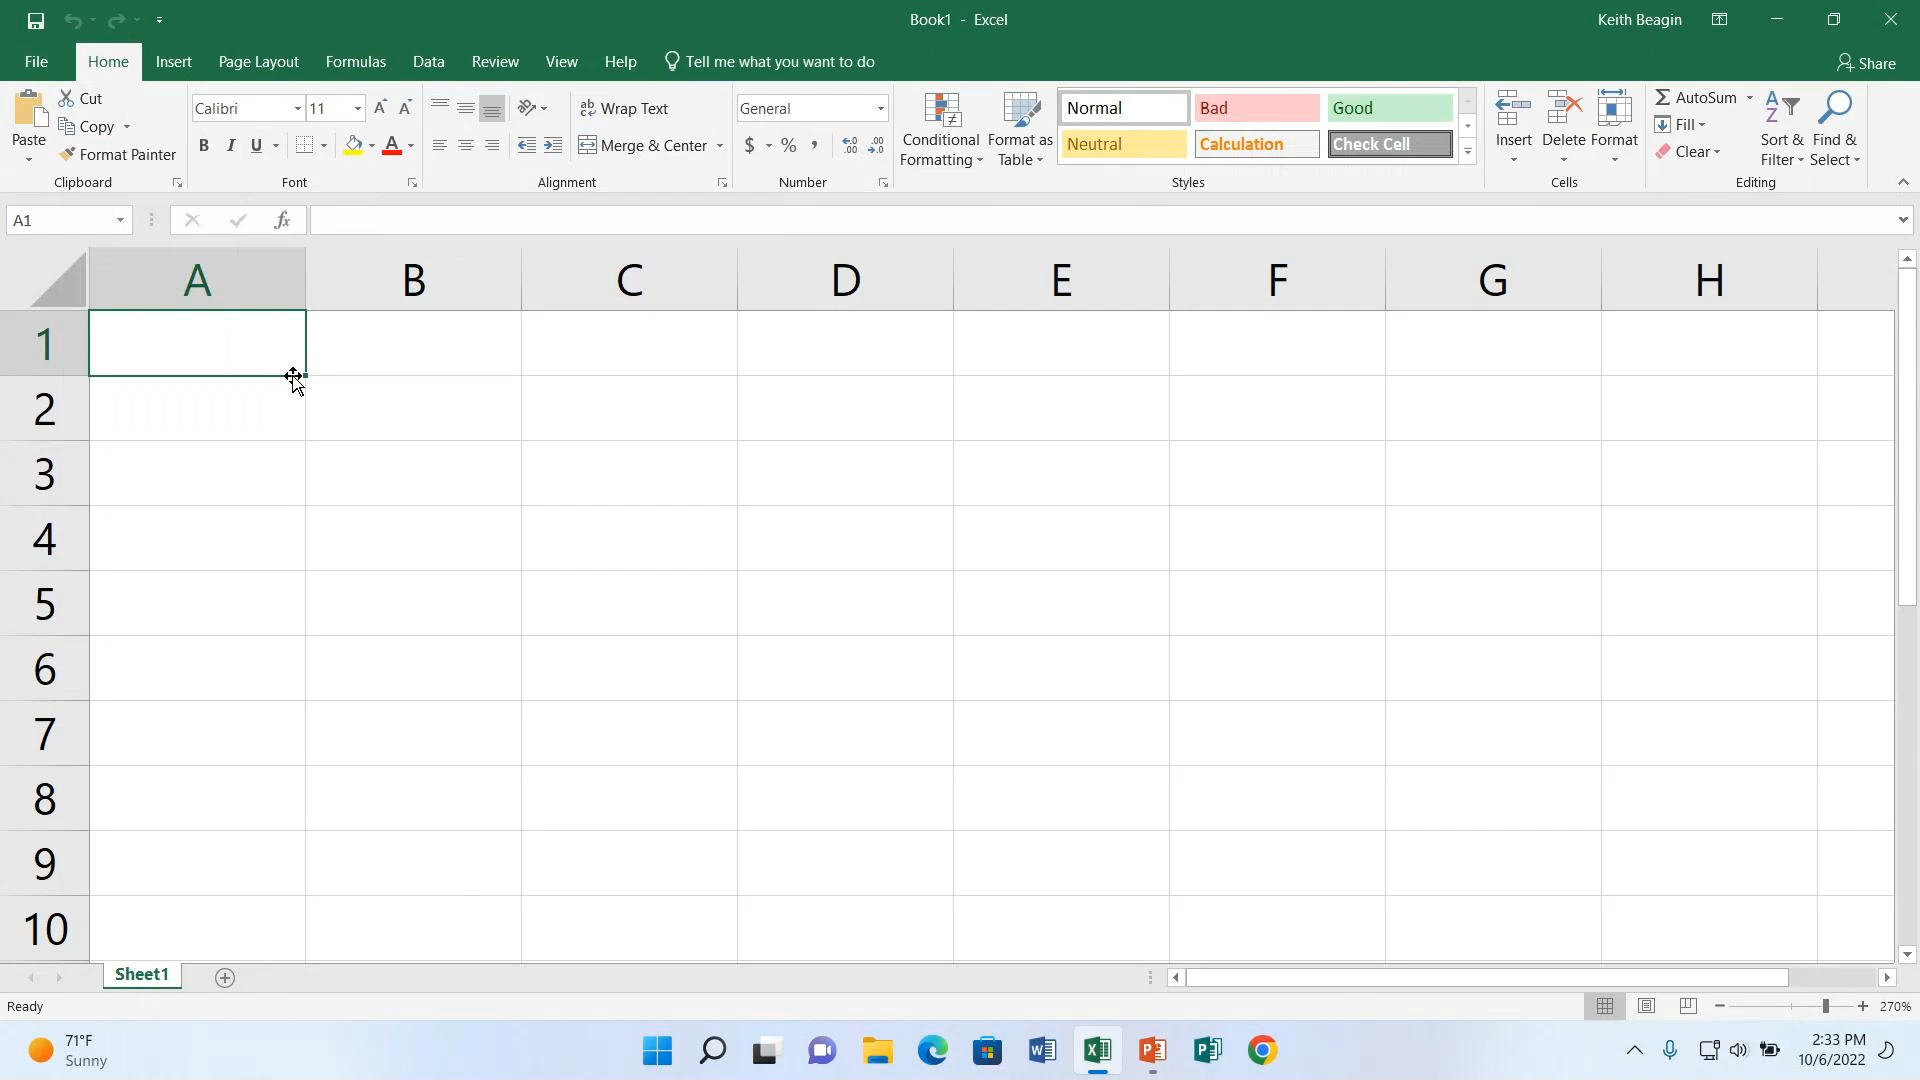 Book1 - Excel
Keith Beagin
File Home Insert Page Layout Formulas Data Review View Help Tell me what you want to do Share
Paste
Cut
Copy
Format Painter
Clipboard
Calibri 11
B I U A
Font
Wrap Text
Merge & Center
Alignment
General
$ % ,
Number
Conditional Formatting
Format as Table
Normal Bad Good
Neutral Calculation Check Cell
Styles
Insert Delete Format
Cells
AutoSum
Fill
Clear
Sort & Filter
Find & Select
Editing
A1 fx
A B C D E F G H
1
2
3
4
5
6
7
8
9
10
Sheet1
Ready
270%
71°F
Sunny
2:33 PM
10/6/2022